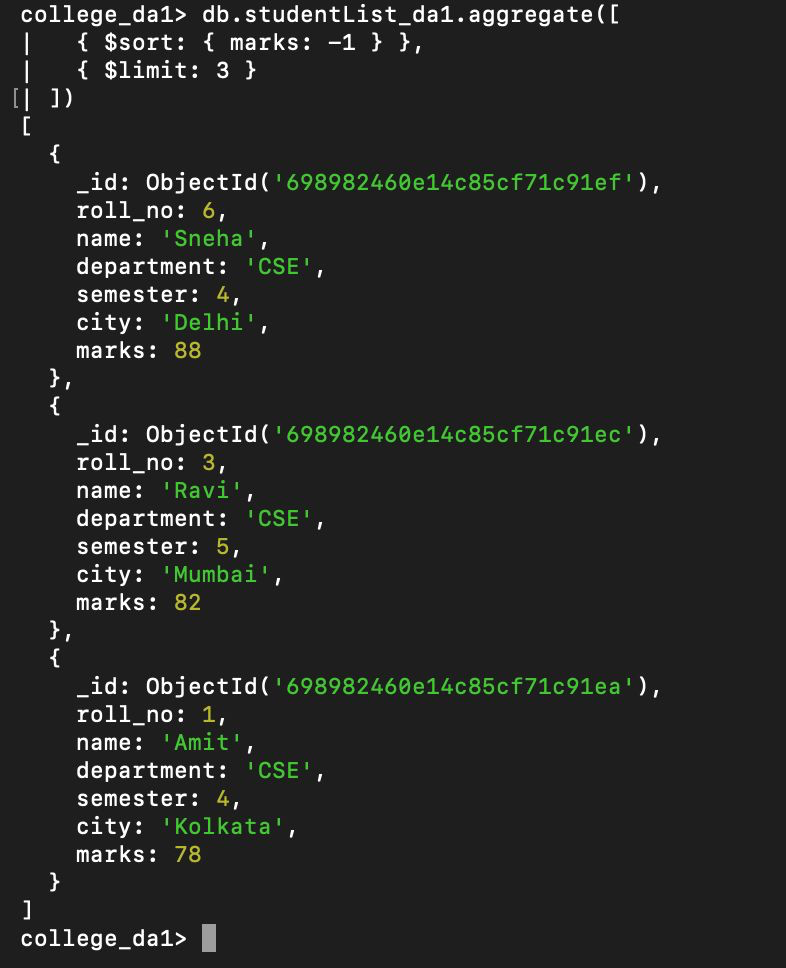 college_da1> db.studentList_da1.aggregate([
|   { $sort: { marks: -1 } },
|   { $limit: 3 }
[| ])
[
  {
    _id: ObjectId('698982460e14c85cf71c91ef'),
    roll_no: 6,
    name: 'Sneha',
    department: 'CSE',
    semester: 4,
    city: 'Delhi',
    marks: 88
  },
  {
    _id: ObjectId('698982460e14c85cf71c91ec'),
    roll_no: 3,
    name: 'Ravi',
    department: 'CSE',
    semester: 5,
    city: 'Mumbai',
    marks: 82
  },
  {
    _id: ObjectId('698982460e14c85cf71c91ea'),
    roll_no: 1,
    name: 'Amit',
    department: 'CSE',
    semester: 4,
    city: 'Kolkata',
    marks: 78
  }
]
college_da1>